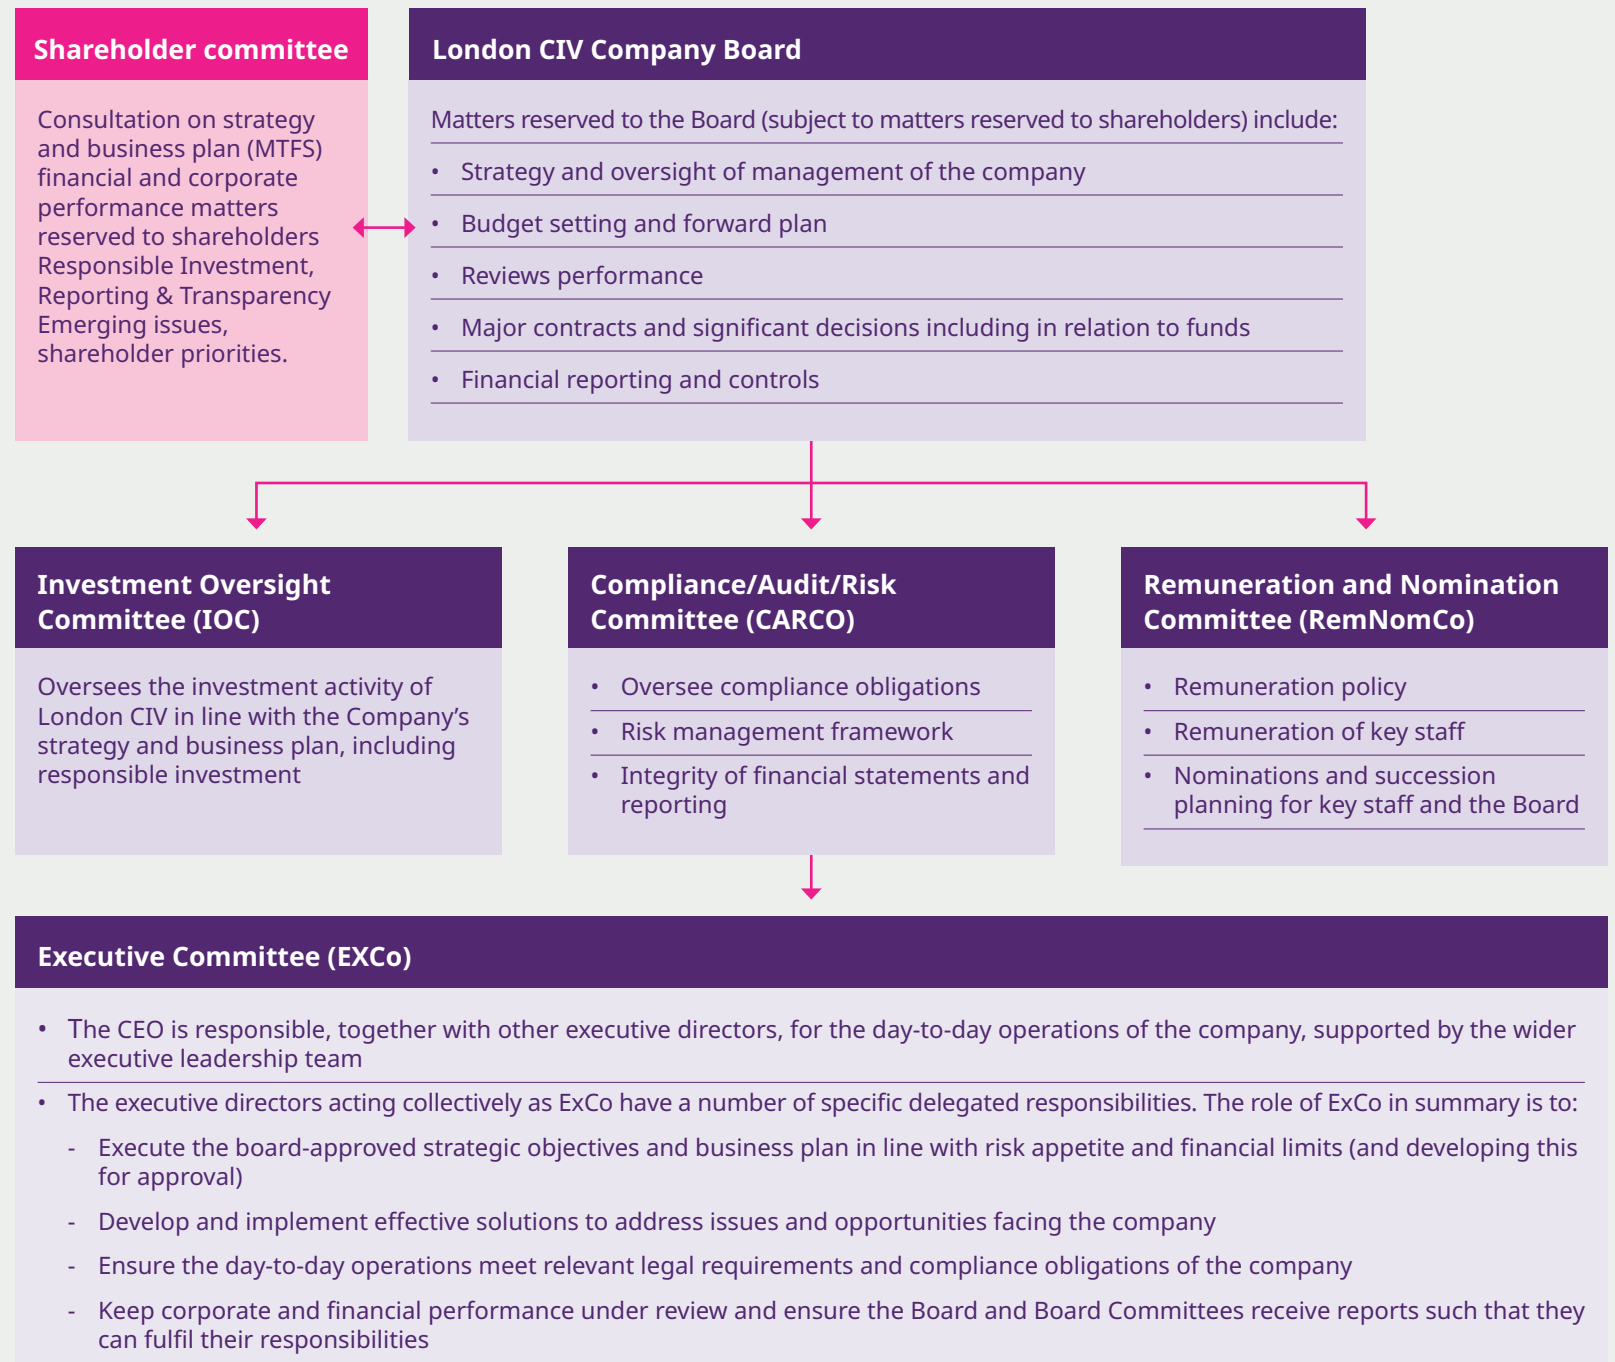 Shareholder committee
Consultation on strategy
and business plan (MTFS)
financial and corporate
performance matters
reserved to shareholders
Responsible Investment,
Reporting & Transparency
Emerging issues,
shareholder priorities.
London CIV Company Board
Matters reserved to the Board (subject to matters reserved to shareholders) include:
• Strategy and oversight of management of the company
• Budget setting and forward plan
• Reviews performance
• Major contracts and significant decisions including in relation to funds
• Financial reporting and controls
Investment Oversight
Committee (IOC)
Oversees the investment activity of
London CIV in line with the Company’s
strategy and business plan, including
responsible investment
Compliance/Audit/Risk
Committee (CARCO)
• Oversee compliance obligations
• Risk management framework
• Integrity of financial statements and
reporting
Remuneration and Nomination
Committee (RemNomCo)
• Remuneration policy
• Remuneration of key staff
• Nominations and succession
planning for key staff and the Board
Executive Committee (EXCo)
• The CEO is responsible, together with other executive directors, for the day-to-day operations of the company, supported by the wider
executive leadership team
• The executive directors acting collectively as ExCo have a number of specific delegated responsibilities. The role of ExCo in summary is to:
- Execute the board-approved strategic objectives and business plan in line with risk appetite and financial limits (and developing this
for approval)
- Develop and implement effective solutions to address issues and opportunities facing the company
- Ensure the day-to-day operations meet relevant legal requirements and compliance obligations of the company
- Keep corporate and financial performance under review and ensure the Board and Board Committees receive reports such that they
can fulfil their responsibilities